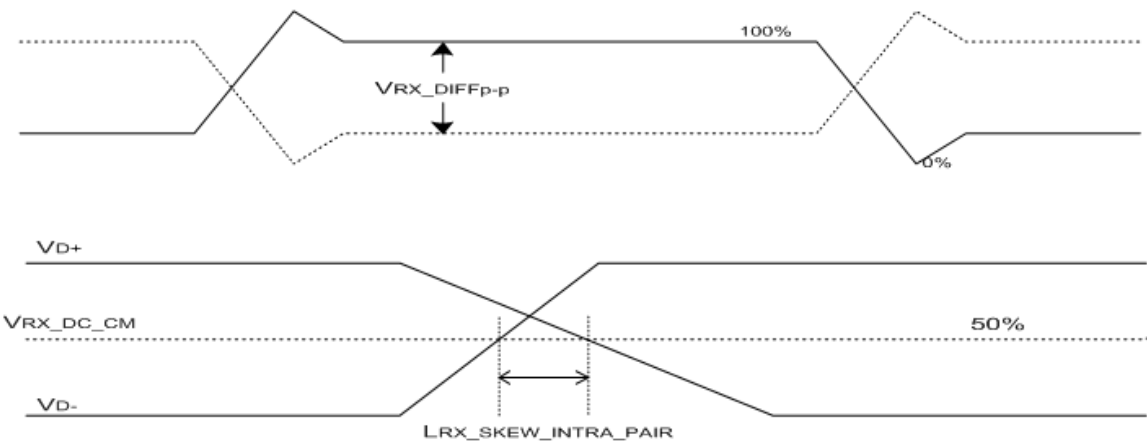 100%
VRX_DIFFp-p
0%
VD+
VRX_DC_CM
50%
VD-
LRX_SKEW_INTRA_PAIR